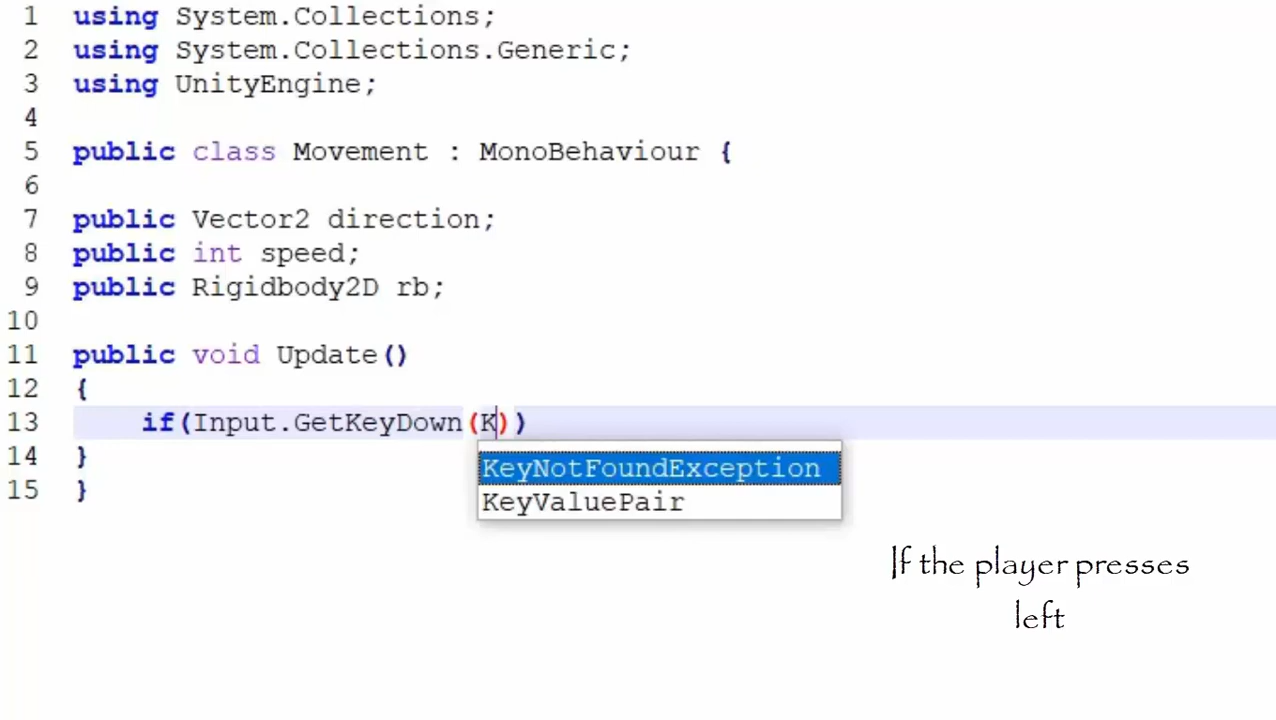 1 using System.Collections;
2 using System.Collections.Generic;
3 using UnityEngine;
4
5 public class Movement : MonoBehaviour {
6
7 public Vector2 direction;
8 public int speed;
9 public Rigidbody2D rb;
10
11 public void Update()
12 {
13     if(Input.GetKeyDown(K))
14 }
15 }
KeyNotFoundException
KeyValuePair
If the player presses
left